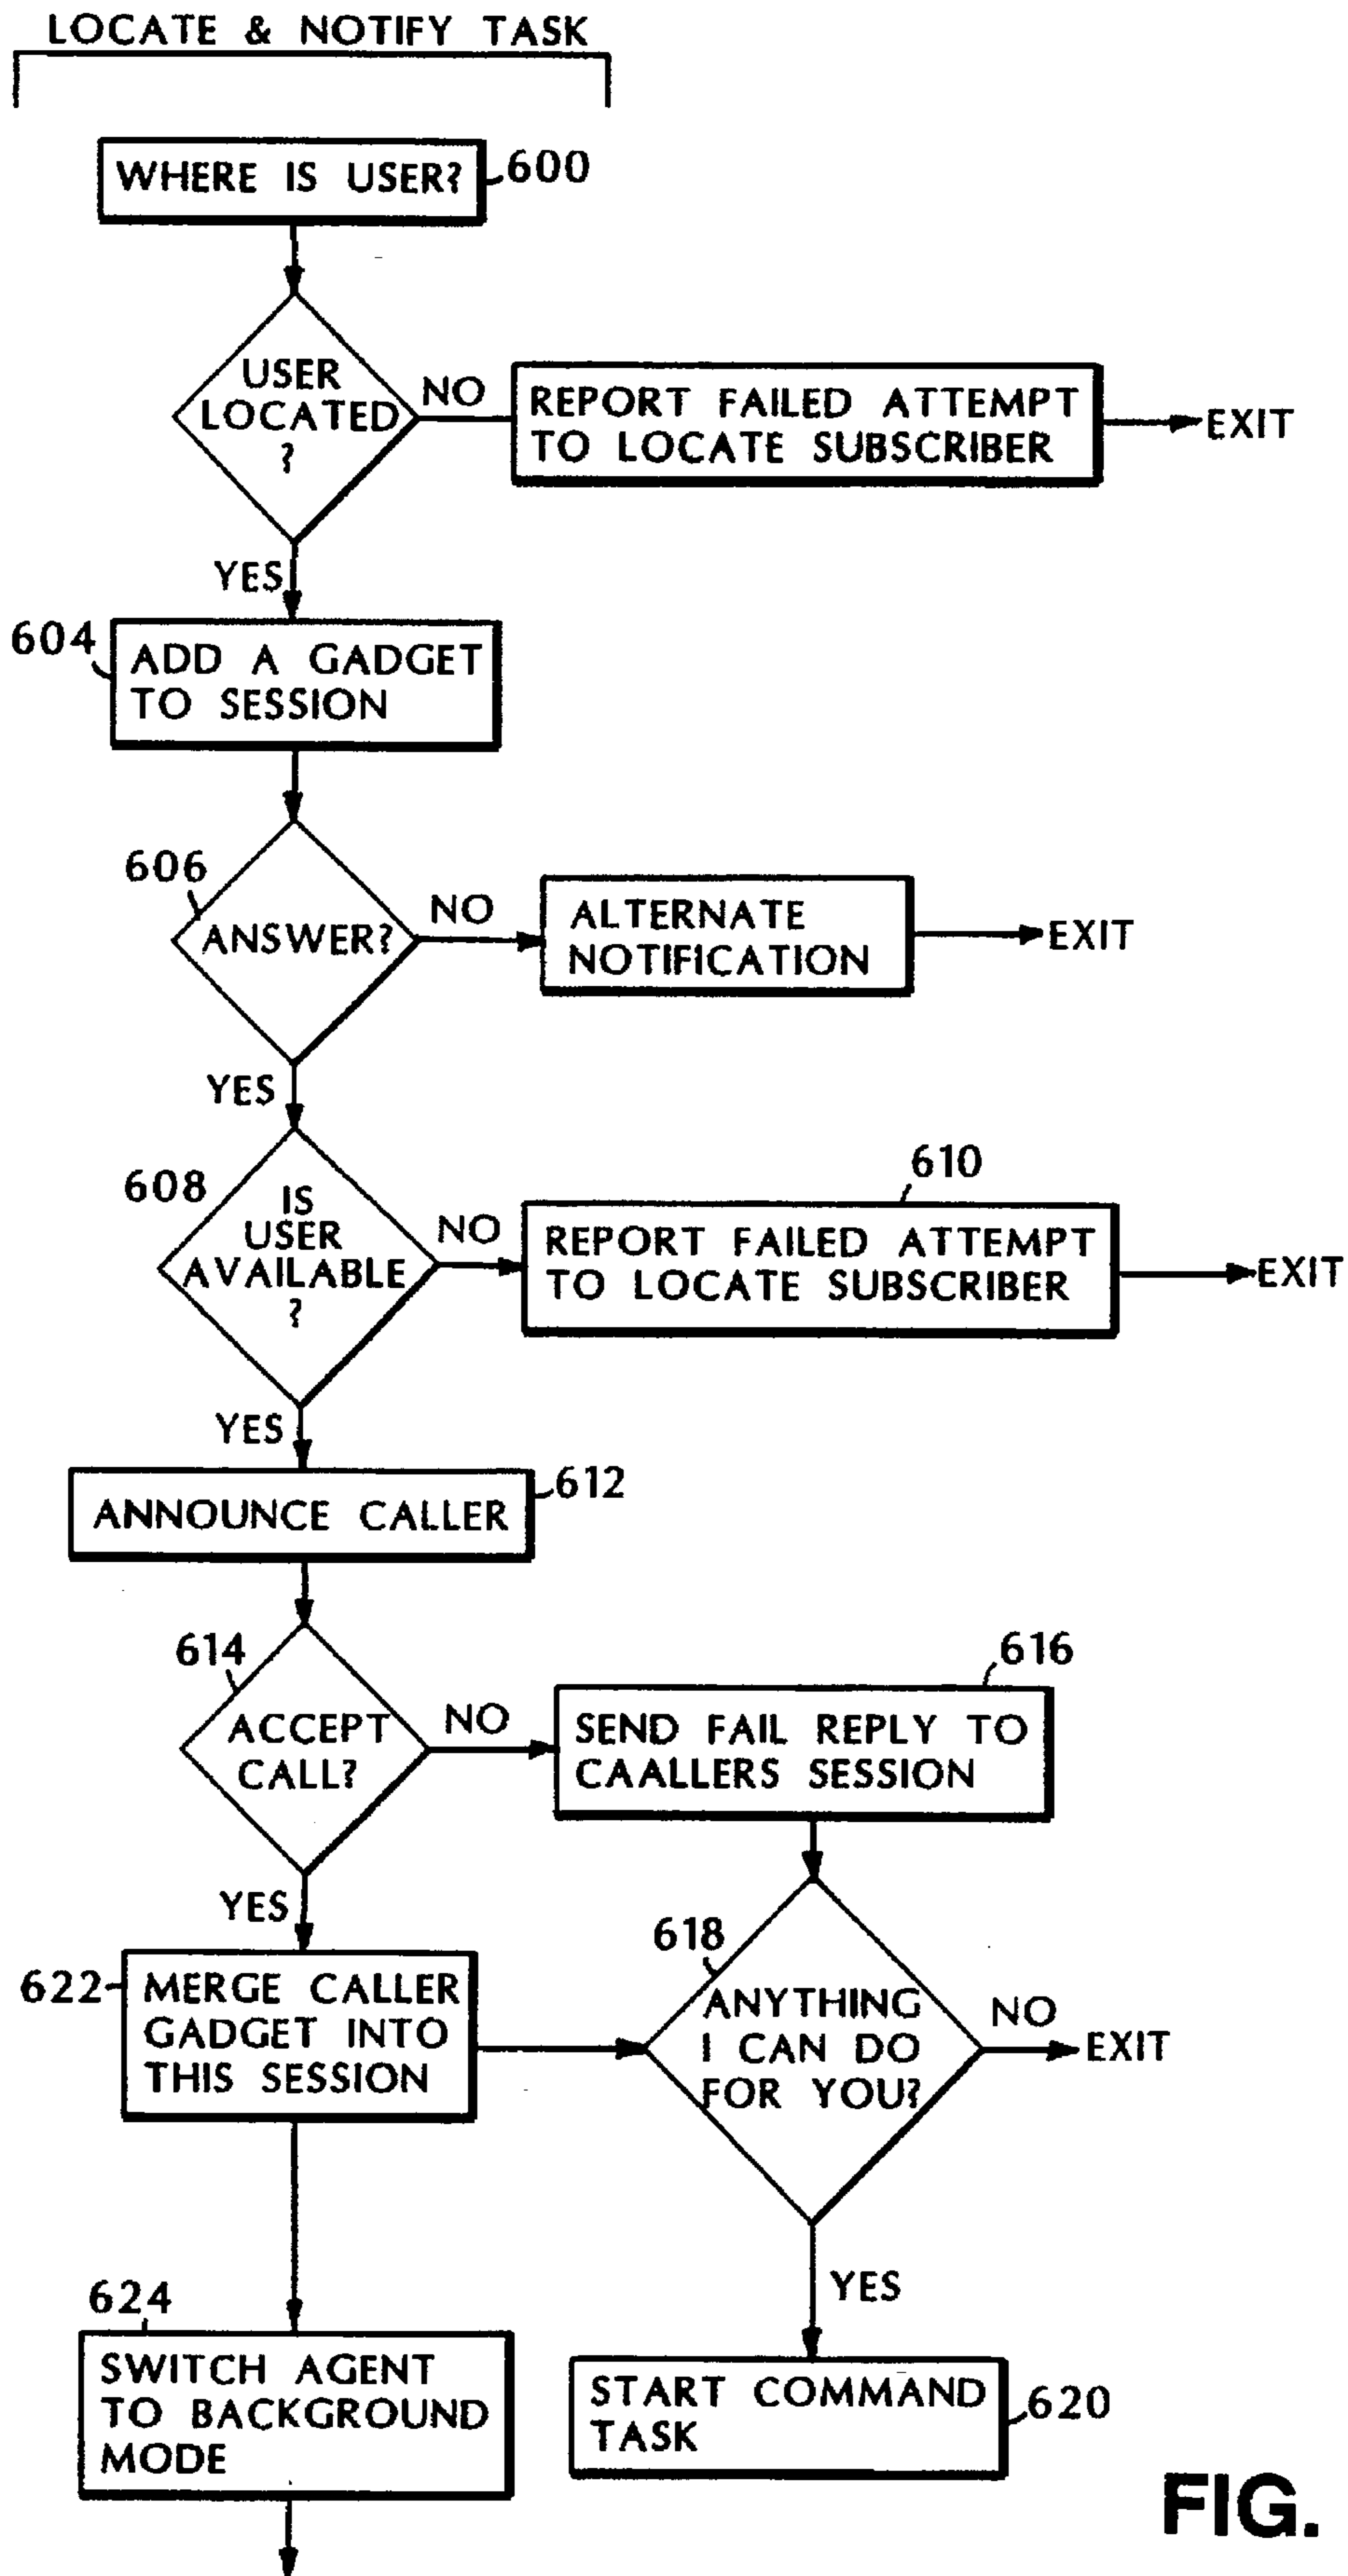 LOCATE & NOTIFY TASK
WHERE IS USER?
600
USER
LOCATED
?
NO
REPORT FAILED ATTEMPT
TO LOCATE SUBSCRIBER
EXIT
YES
604
ADD A GADGET
TO SESSION
606
ANSWER?
NO
ALTERNATE
NOTIFICATION
EXIT
YES
608
IS
USER
AVAILABLE
?
NO
610
REPORT FAILED ATTEMPT
TO LOCATE SUBSCRIBER
EXIT
YES
ANNOUNCE CALLER
612
614
ACCEPT
CALL?
NO
616
SEND FAIL REPLY TO
CAALLERS SESSION
YES
622
MERGE CALLER
GADGET INTO
THIS SESSION
618
ANYTHING
I CAN DO
FOR YOU?
NO
EXIT
YES
624
SWITCH AGENT
TO BACKGROUND
MODE
START COMMAND
TASK
620
FIG.